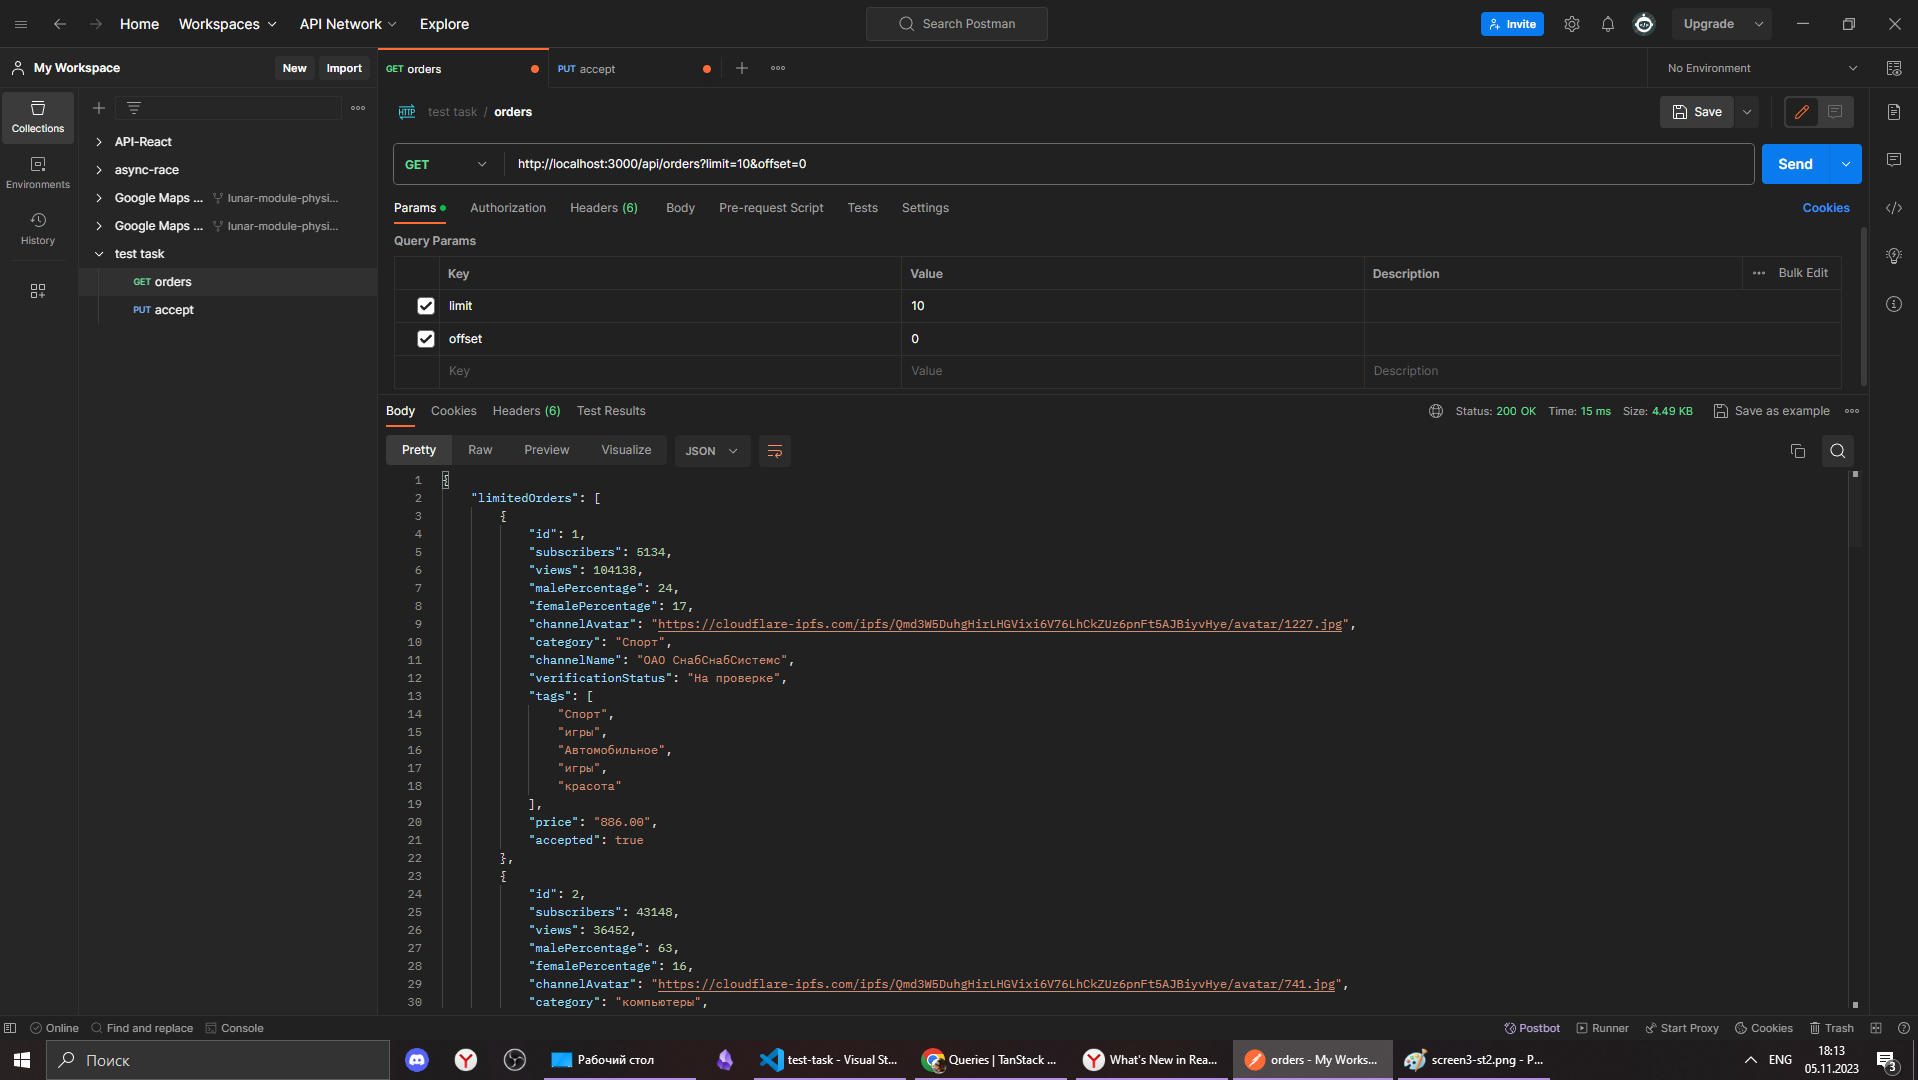 Home Workspaces API Network Explore Search Postman Invite Upgrade
My Workspace New Import GET orders PUT accept No Environment
Collections
Environments
History
API-React
async-race
Google Maps ... lunar-module-physi...
Google Maps ... lunar-module-physi...
test task
GET orders
PUT accept
HTTP test task / orders Save
GET http://localhost:3000/api/orders?limit=10&offset=0 Send
Params Authorization Headers (6) Body Pre-request Script Tests Settings Cookies
Query Params
Key Value Description Bulk Edit
limit 10
offset 0
Key Value Description
Body Cookies Headers (6) Test Results Status: 200 OK Time: 15 ms Size: 4.49 KB Save as example
Pretty Raw Preview Visualize JSON
1 {
2 "limitedOrders": [
3 {
4 "id": 1,
5 "subscribers": 5134,
6 "views": 104138,
7 "malePercentage": 24,
8 "femalePercentage": 17,
9 "channelAvatar": "https://cloudflare-ipfs.com/ipfs/Qmd3W5DuhgHirLHGVixi6V76LhCkZUz6pnFt5AJBiyvHye/avatar/1227.jpg",
10 "category": "Спорт",
11 "channelName": "ОАО СнабСнабСистемс",
12 "verificationStatus": "На проверке",
13 "tags": [
14 "Спорт",
15 "игры",
16 "Автомобильное",
17 "игры",
18 "красота"
19 ],
20 "price": "886.00",
21 "accepted": true
22 },
23 {
24 "id": 2,
25 "subscribers": 43148,
26 "views": 36452,
27 "malePercentage": 63,
28 "femalePercentage": 16,
29 "channelAvatar": "https://cloudflare-ipfs.com/ipfs/Qmd3W5DuhgHirLHGVixi6V76LhCkZUz6pnFt5AJBiyvHye/avatar/741.jpg",
30 "category": "компьютеры",
Online Find and replace Console Postbot Runner Start Proxy Cookies Trash
Поиск Рабочий стол test-task - Visual St... Queries | TanStack ... What's New in Rea... orders - My Works... screen3-st2.png - P... ENG 18:13
05.11.2023 3